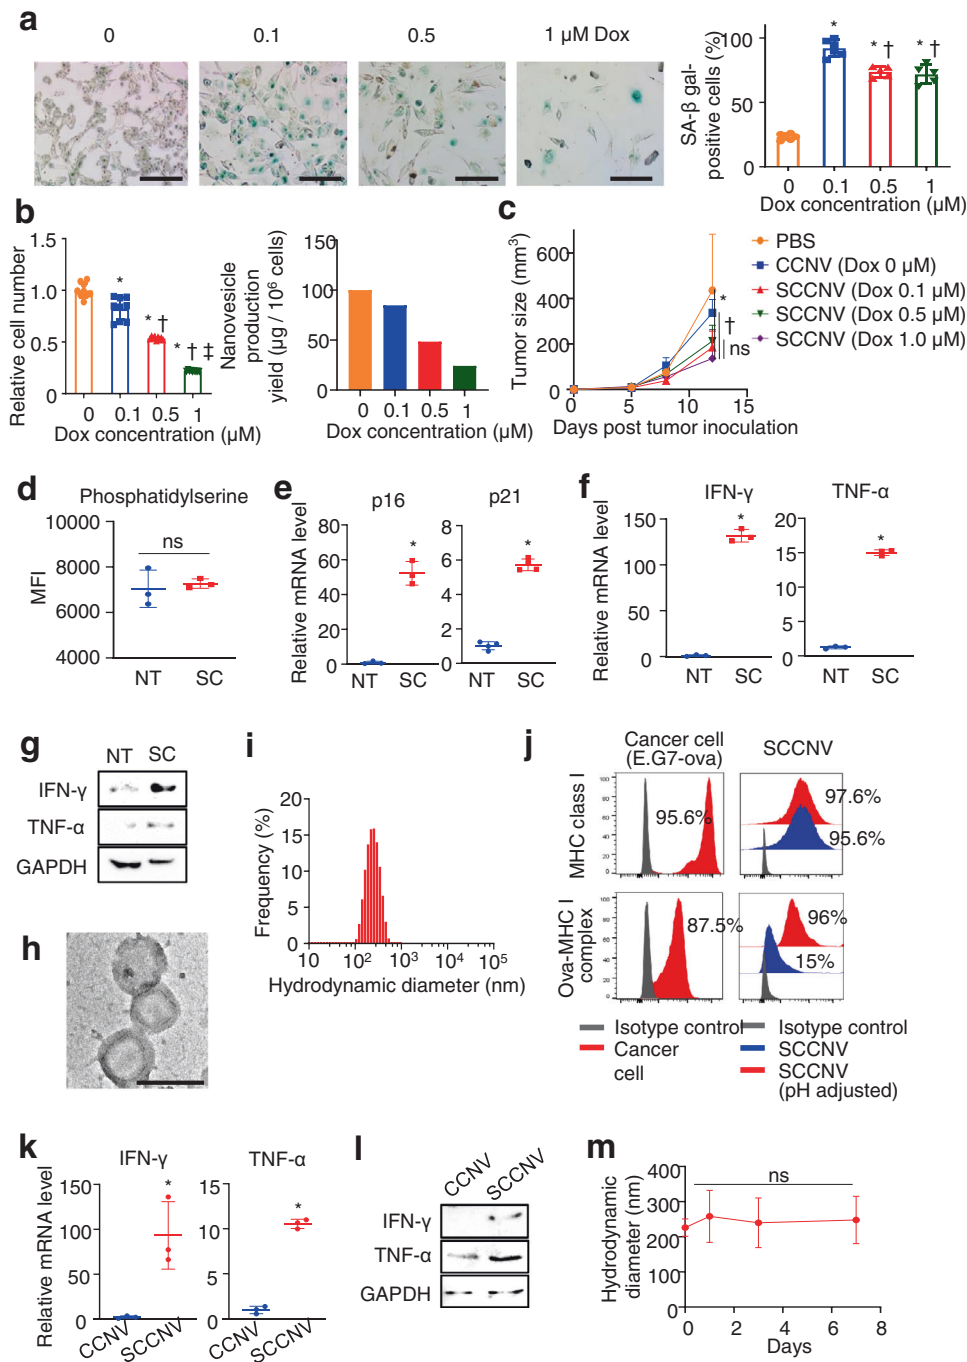 a
0
0.1
0.5
1 µM Dox
SA-β gal-
positive cells (%)
100
50
0
*
* †
* †
0
0.1
0.5
1
Dox concentration (µM)
b
Relative cell number
1.5
1.0
0.5
0
*
* †
* † ‡
0
0.1
0.5
1
Dox concentration (µM)
Nanovesicle
production
yield (µg / 10⁶ cells)
150
100
50
0
0
0.1
0.5
1
Dox concentration (µM)
c
Tumor size (mm³)
600
400
200
0
*
†
ns
0
5
10
15
Days post tumor inoculation
PBS
CCNV (Dox 0 µM)
SCCNV (Dox 0.1 µM)
SCCNV (Dox 0.5 µM)
SCCNV (Dox 1.0 µM)
d
Phosphatidylserine
MFI
10000
8000
6000
4000
ns
NT
SC
e
p16
Relative mRNA level
80
60
40
20
0
*
NT
SC
p21
8
6
4
2
0
*
NT
SC
f
IFN-γ
Relative mRNA level
150
100
50
0
*
NT
SC
TNF-α
20
15
10
5
0
*
NT
SC
g
NT
SC
IFN-γ
TNF-α
GAPDH
h
i
Frequency (%)
20
15
10
5
0
10
10²
10³
10⁴
10⁵
Hydrodynamic diameter (nm)
j
Cancer cell
(E.G7-ova)
SCCNV
MHC class I
100
80
60
40
20
0
95.6%
97.6%
95.6%
Ova-MHC I
complex
100
80
60
40
20
0
87.5%
96%
15%
Isotype control
Cancer
cell
Isotype control
SCCNV
SCCNV
(pH adjusted)
k
IFN-γ
Relative mRNA level
150
100
50
0
*
CCNV
SCCNV
TNF-α
15
10
5
0
*
CCNV
SCCNV
l
CCNV
SCCNV
IFN-γ
TNF-α
GAPDH
m
Hydrodynamic
diameter (nm)
400
300
200
100
0
ns
0
2
4
6
8
Days